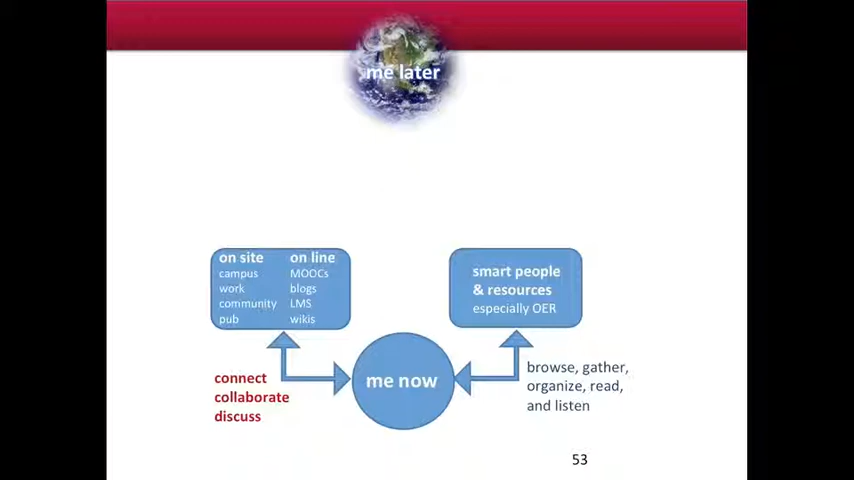 me later
on site on line
campus MOOCs
work blogs
community LMS
pub wikis
smart people
& resources
especially OER
me now
connect
collaborate
discuss
browse, gather,
organize, read,
and listen
53